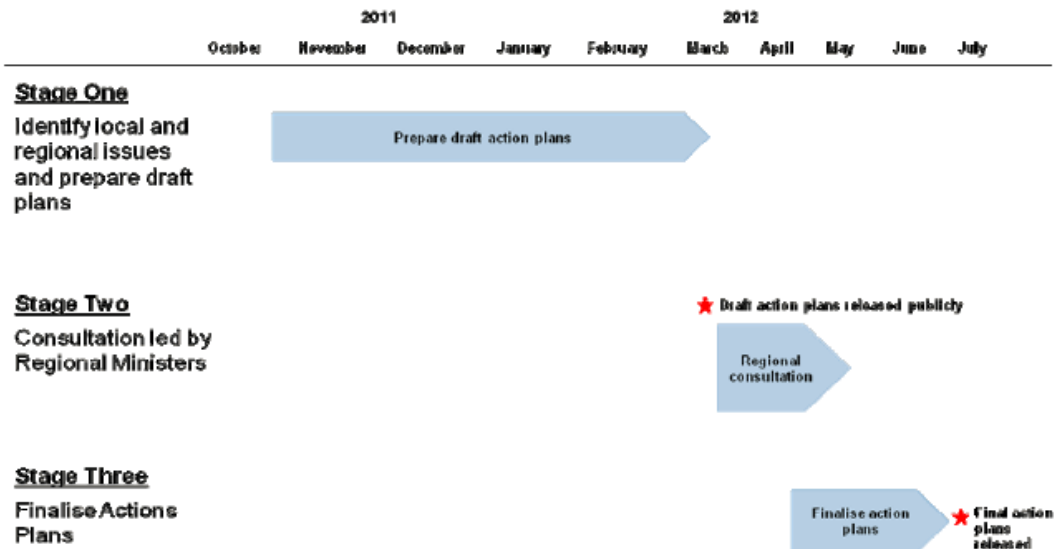 2011 2012
October November December January February March April May June July
Stage One
Identify local and
regional issues
and prepare draft
plans
Prepare draft action plans
Stage Two
Consultation led by
Regional Ministers
Draft action plans released publicly
Regional
consultation
Stage Three
Finalise Actions
Plans
Finalise action
plans
Final action
plans
released